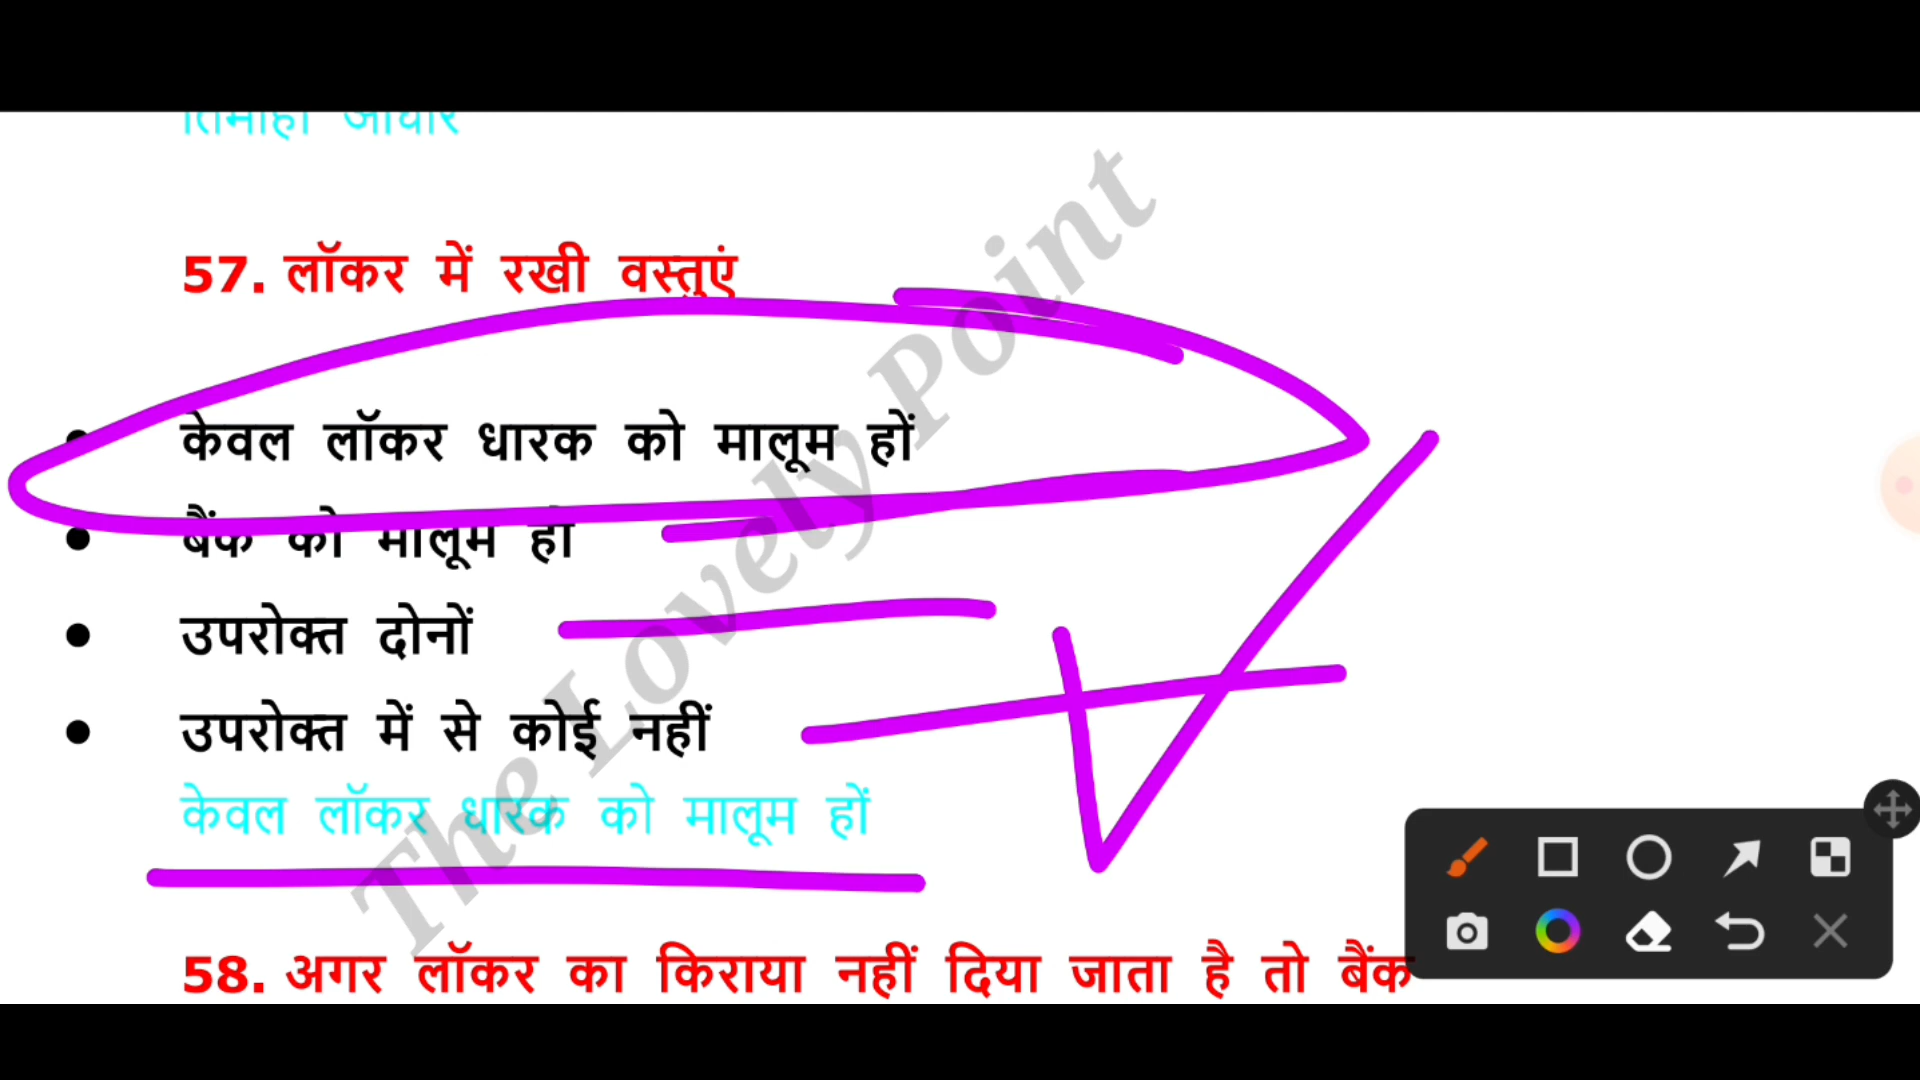 तिमाही आधार
57. लॉकर में रखी वस्तुएं
केवल लॉकर धारक को मालूम हों
बैंक को मालूम हों
उपरोक्त दोनों
उपरोक्त में से कोई नहीं
केवल लॉकर धारक को मालूम हों
58. अगर लॉकर का किराया नहीं दिया जाता है तो बैंक
The Lovely Point